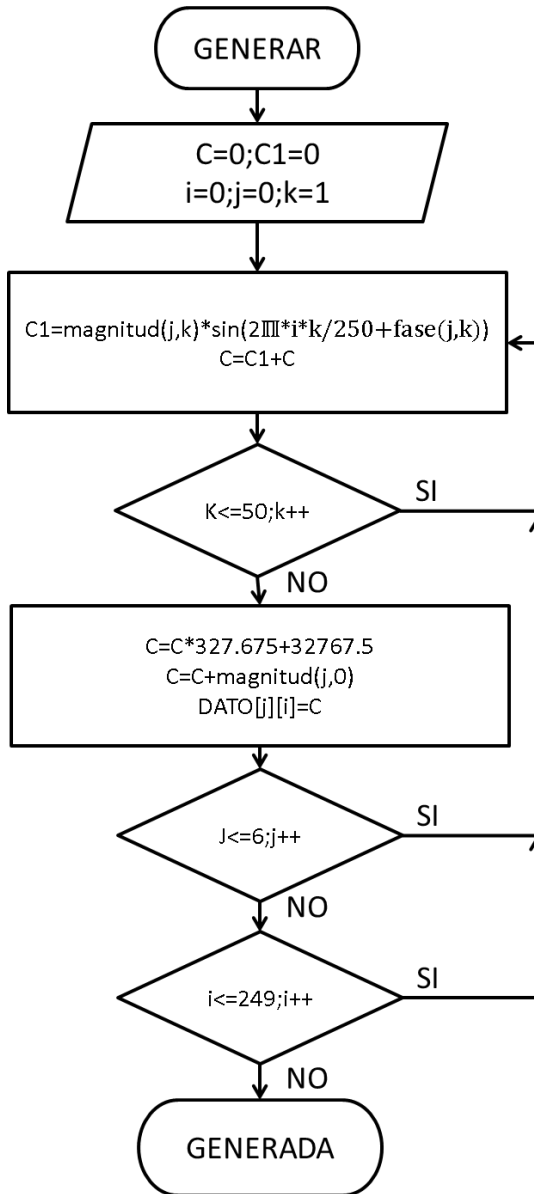 GENERAR
C=0;C1=0
i=0;j=0;k=1
C1=magnitud(j,k)*sin(2𝕀𝕀*i*k/250+fase(j,k))
C=C1+C
K<=50;k++
SI
NO
C=C*327.675+32767.5
C=C+magnitud(j,0)
DATO[j][i]=C
J<=6;j++
SI
NO
i<=249;i++
SI
NO
GENERADA